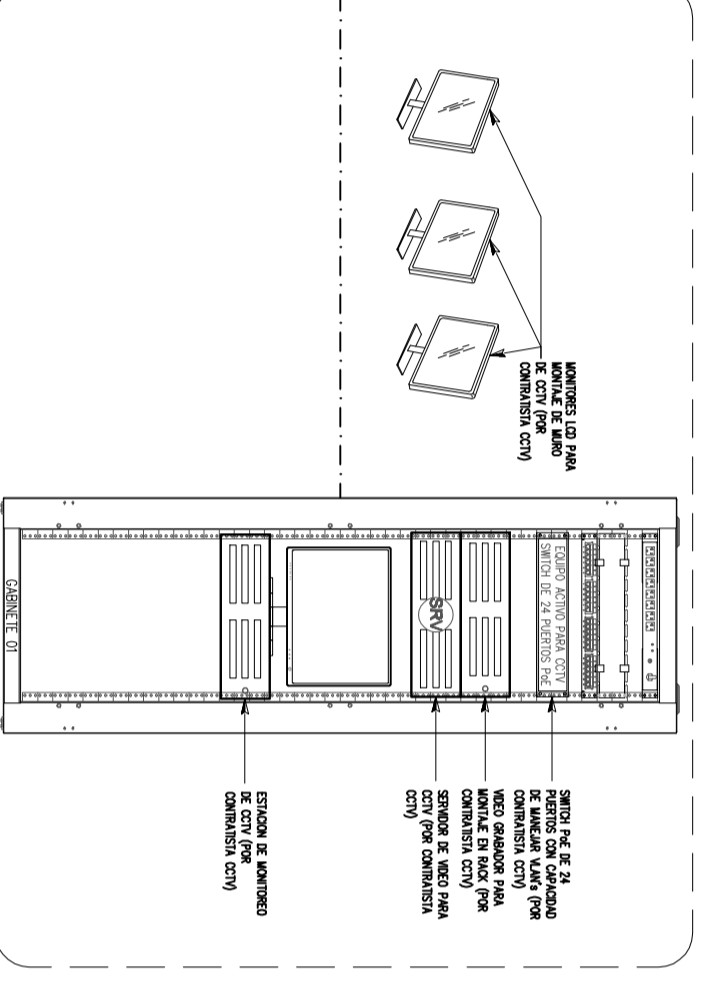 MONITORES LCD PARA
MONTAJE DE MURO
DE CCTV (POR
CONTRATISTA CCTV)
EQUIPO ACTIVO PARA CCTV
SWITCH DE 24 PUERTOS PoE
SRV
GABINETE 01
SWITCH PoE DE 24
PUERTOS CON CAPACIDAD
DE MANEJAR VLAN's (POR
CONTRATISTA CCTV)
VIDEO GRABADOR PARA
MONTAJE EN RACK (POR
CONTRATISTA CCTV)
SERVIDOR DE VIDEO PARA
CCTV (POR CONTRATISTA
CCTV)
ESTACION DE MONITOREO
DE CCTV (POR
CONTRATISTA CCTV)